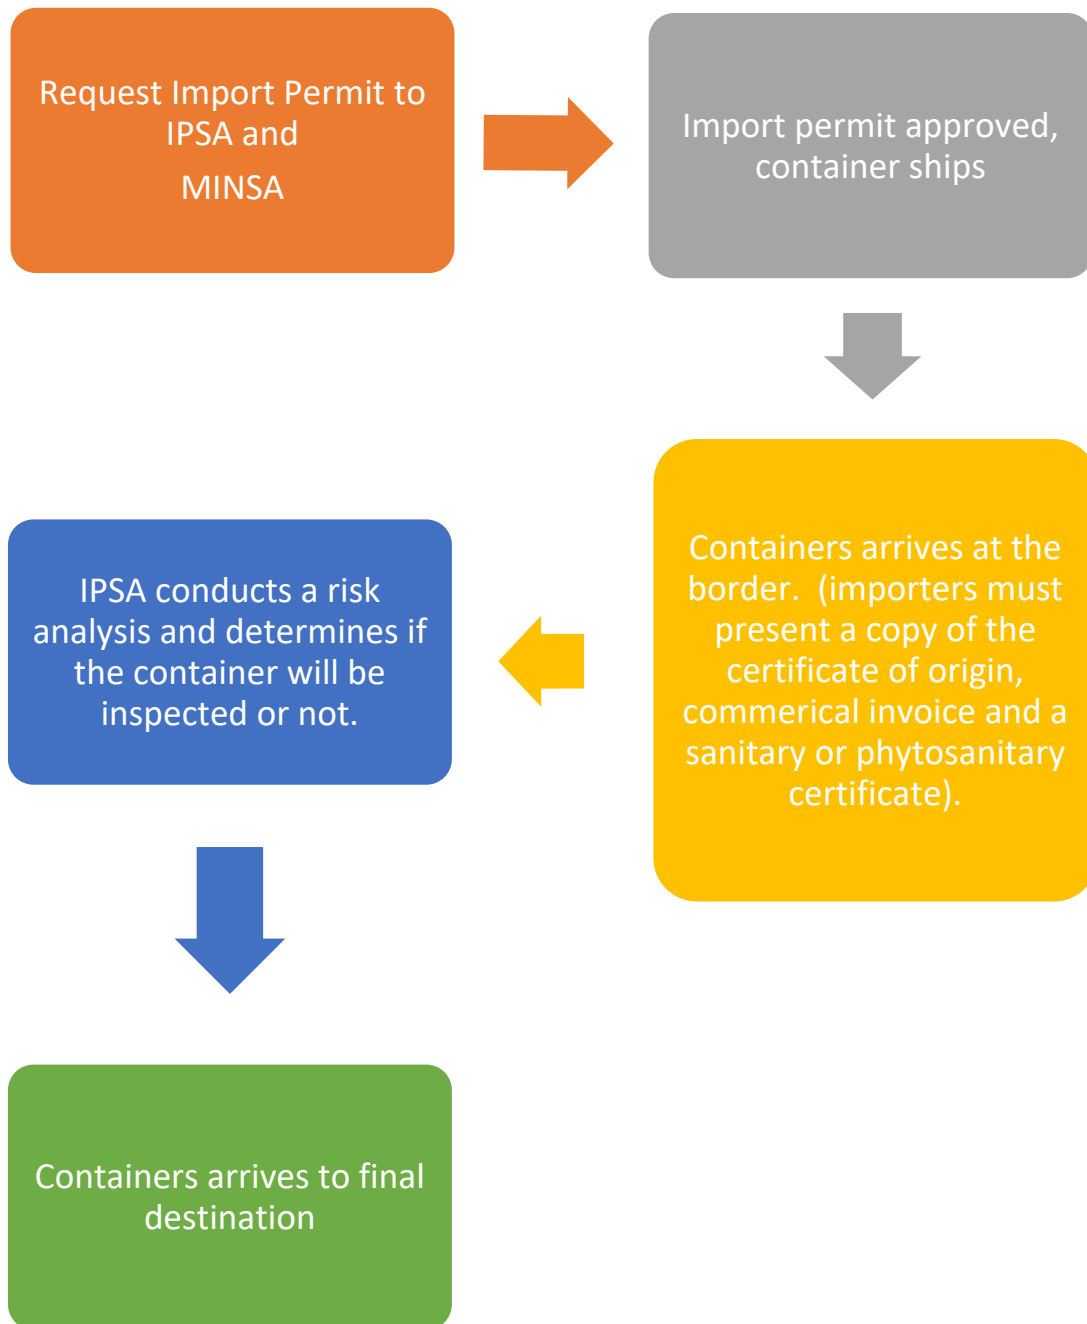 Request Import Permit to
IPSA and
MINSA
Import permit approved,
container ships
Containers arrives at the
border.  (importers must
present a copy of the
certificate of origin,
commerical invoice and a
sanitary or phytosanitary
certificate).
IPSA conducts a risk
analysis and determines if
the container will be
inspected or not.
Containers arrives to final
destination